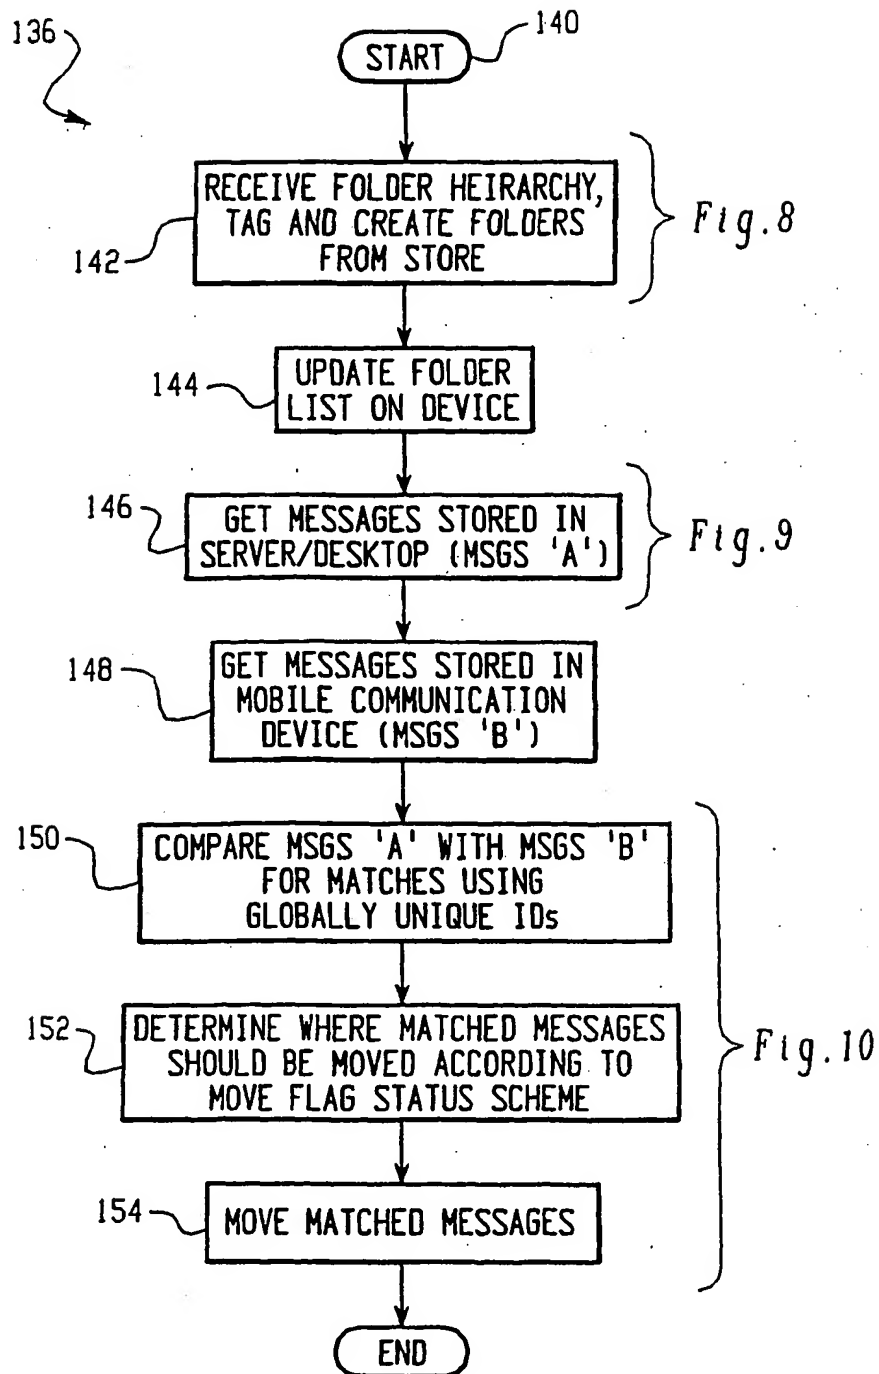 136
START
140
RECEIVE FOLDER HEIRARCHY,
TAG AND CREATE FOLDERS
FROM STORE
142
Fig.8
UPDATE FOLDER
LIST ON DEVICE
144
146
GET MESSAGES STORED IN
SERVER/DESKTOP (MSGS 'A')
Fig.9
148
GET MESSAGES STORED IN
MOBILE COMMUNICATION
DEVICE (MSGS 'B')
150
COMPARE MSGS 'A' WITH MSGS 'B'
FOR MATCHES USING
GLOBALLY UNIQUE IDs
152
DETERMINE WHERE MATCHED MESSAGES
SHOULD BE MOVED ACCORDING TO
MOVE FLAG STATUS SCHEME
Fig.10
154
MOVE MATCHED MESSAGES
END